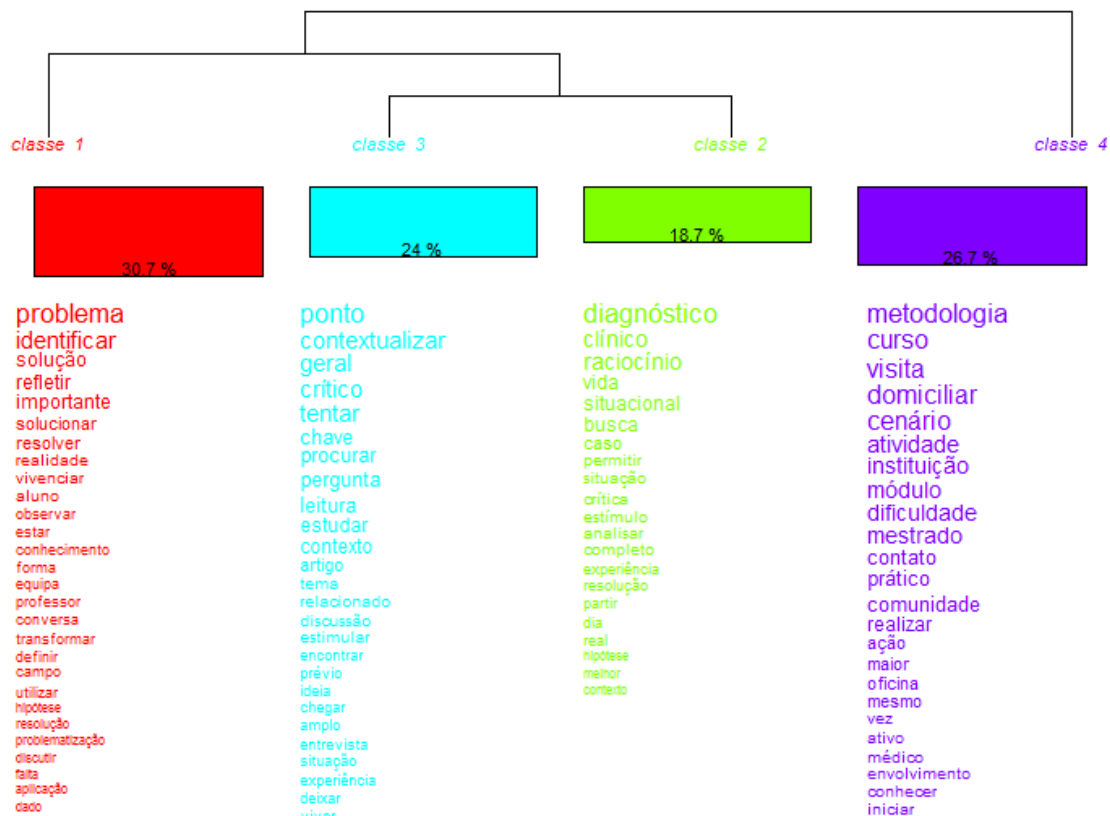 classe 1
classe 3
classe 2
classe 4
30.7 %
24 %
18.7 %
26.7 %
problema
identificar
solução
refletir
importante
solucionar
resolver
realidade
vivenciar
aluno
observar
estar
conhecimento
forma
equipa
professor
conversa
transformar
definir
campo
utilizar
hipótese
resolução
problematização
discutir
falta
aplicação
dado
ponto
contextualizar
geral
crítico
tentar
chave
procurar
pergunta
leitura
estudar
contexto
artigo
tema
relacionado
discussão
estimular
encontrar
prévio
ideia
chegar
amplo
entrevista
situação
experiência
deixar
diagnóstico
clínico
raciocínio
vida
situacional
busca
caso
permitir
situação
crítica
estímulo
analisar
completo
experiência
resolução
partir
dia
real
hipótese
melhor
contexto
metodologia
curso
visita
domiciliar
cenário
atividade
instituição
módulo
dificuldade
mestrado
contato
prático
comunidade
realizar
ação
maior
oficina
mesmo
vez
ativo
médico
envolvimento
conhecer
iniciar